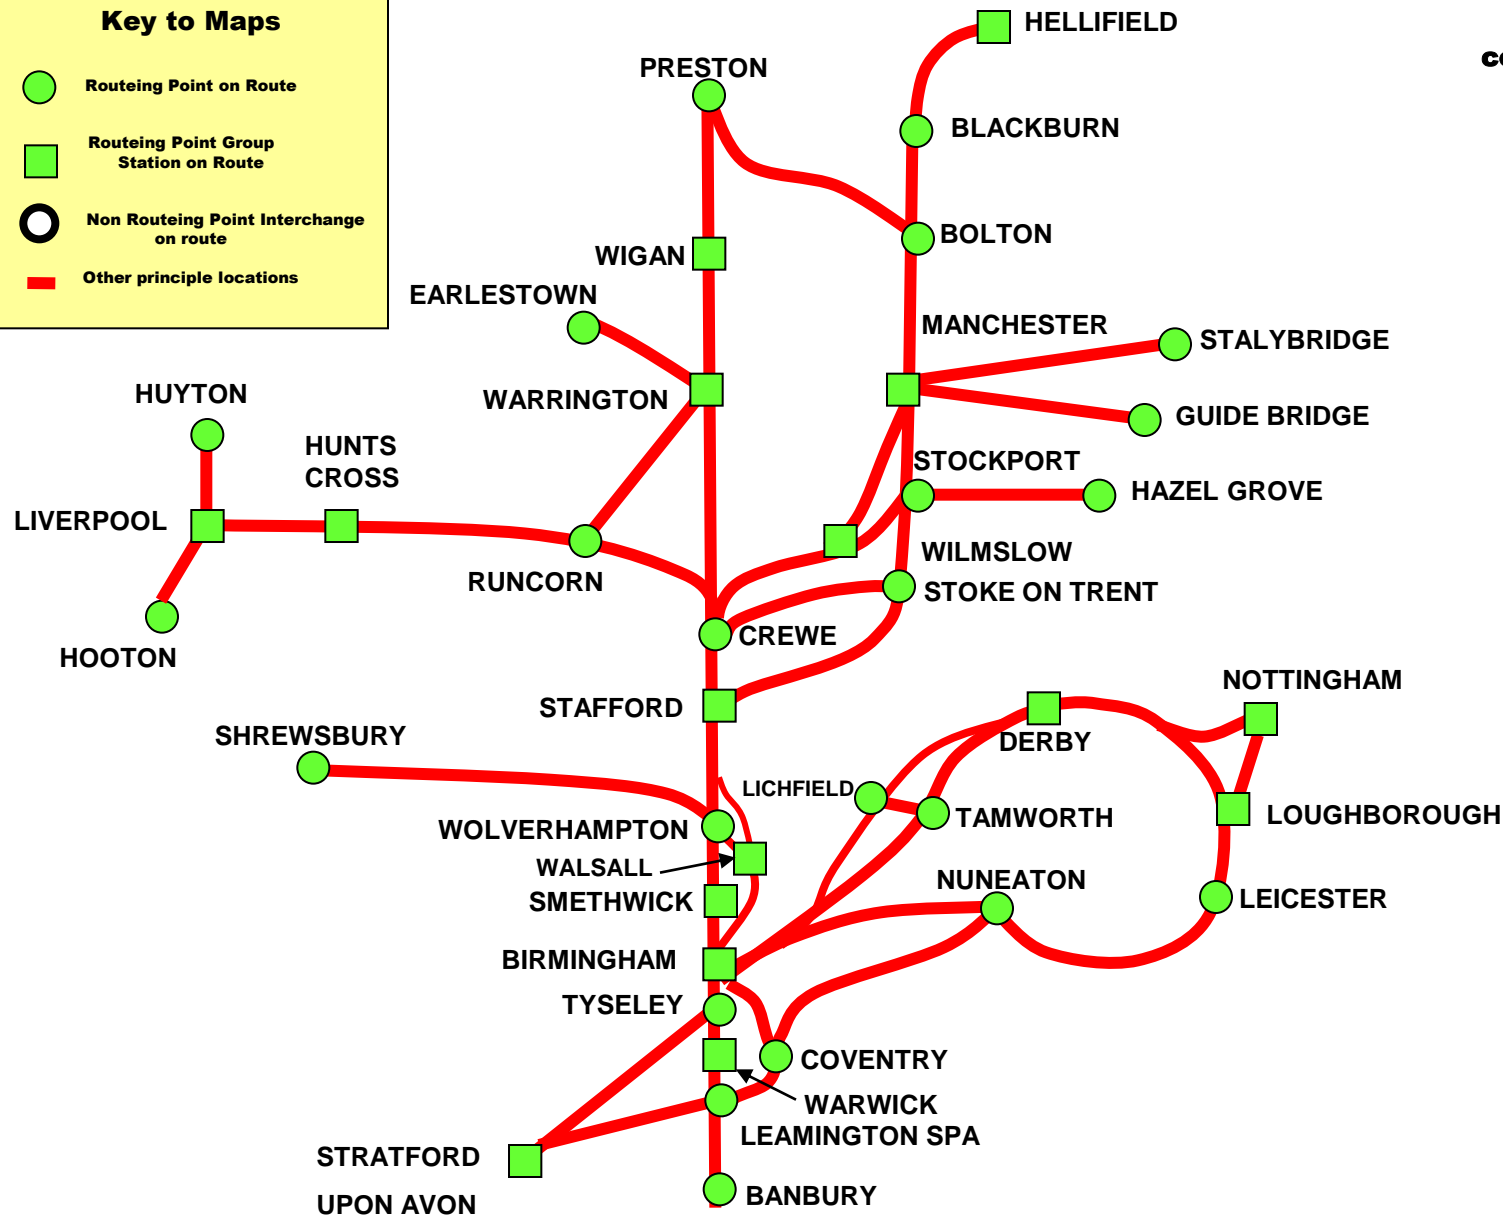 Key to Maps
Routeing Point on Route
Routeing Point Group
Station on Route
Non Routeing Point Interchange
on route
Other principle locations
HELLIFIELD
PRESTON
BLACKBURN
BOLTON
WIGAN
EARLESTOWN
MANCHESTER
STALYBRIDGE
HUYTON
WARRINGTON
GUIDE BRIDGE
HUNTS
CROSS
STOCKPORT
HAZEL GROVE
LIVERPOOL
WILMSLOW
RUNCORN
STOKE ON TRENT
CREWE
HOOTON
NOTTINGHAM
STAFFORD
SHREWSBURY
DERBY
LICHFIELD
TAMWORTH
LOUGHBOROUGH
WOLVERHAMPTON
WALSALL
NUNEATON
SMETHWICK
LEICESTER
BIRMINGHAM
TYSELEY
COVENTRY
WARWICK
LEAMINGTON SPA
STRATFORD
UPON AVON
BANBURY